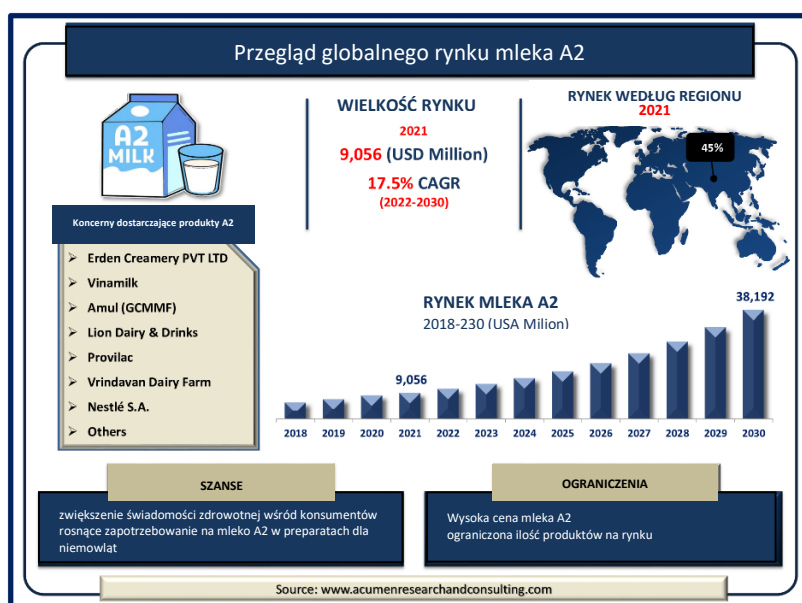 Przegląd globalnego rynku mleka A2
A2
MILK
WIELKOŚĆ RYNKU
2021
9,056 (USD Million)
17.5% CAGR
(2022-2030)
RYNEK WEDŁUG REGIONU
2021
45%
Koncerny dostarczające produkty A2
Erden Creamery PVT LTD
Vinamilk
Amul (GCMMF)
Lion Dairy & Drinks
Provilac
Vrindavan Dairy Farm
Nestlé S.A.
Others
RYNEK MLEKA A2
2018-230 (USA Milion)
9,056
38,192
2018 2019 2020 2021 2022 2023 2024 2025 2026 2027 2028 2029 2030
SZANSE
zwiększenie świadomości zdrowotnej wśród konsumentów
rosnące zapotrzebowanie na mleko A2 w preparatach dla
niemowląt
OGRANICZENIA
Wysoka cena mleka A2
ograniczona ilość produktów na rynku
Source: www.acumenresearchandconsulting.com